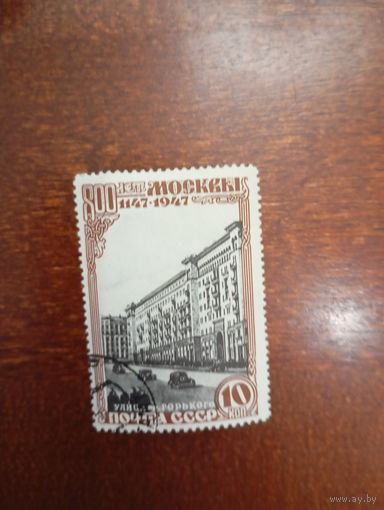 800 лет МОСКВЫ
1147-1947
УЛИЦА ГОРЬКОГО
ПОЧТА СССР
10
КОП
www.ay.by